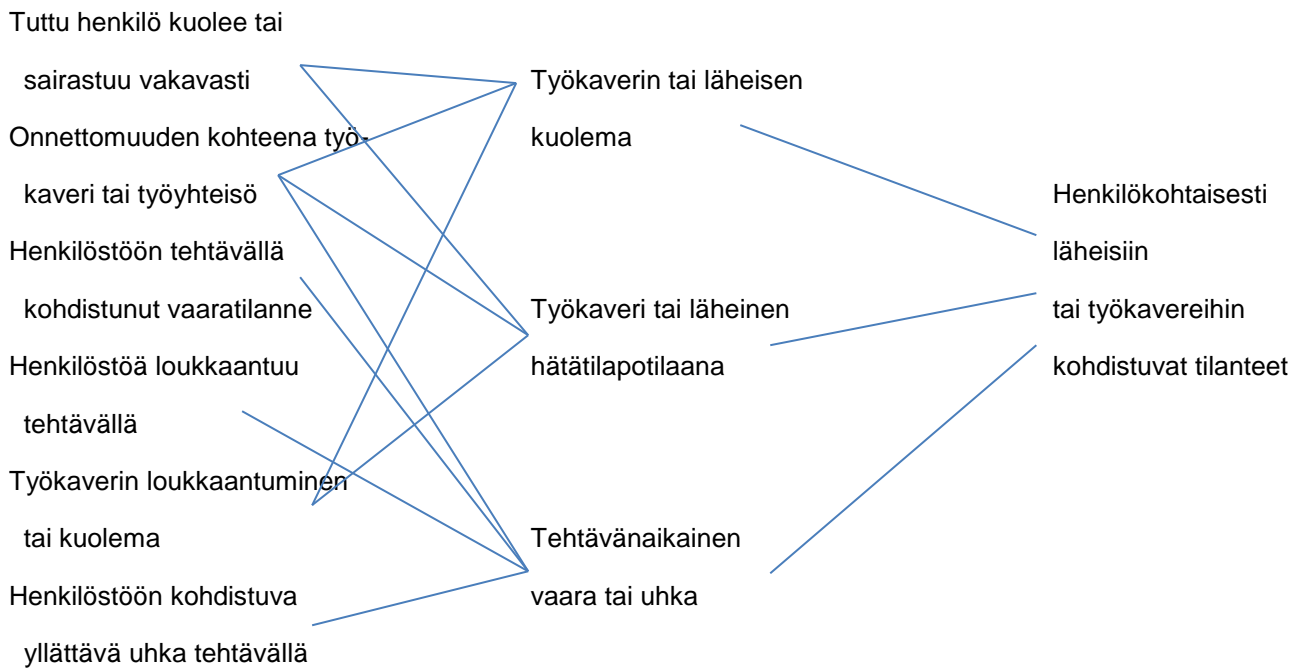 Tuttu henkilö kuolee tai
sairastuu vakavasti
Onnettomuuden kohteena työ-
kaveri tai työyhteisö
Henkilöstöön tehtävällä
kohdistunut vaaratilanne
Henkilöstöä loukkaantuu
tehtävällä
Työkaverin loukkaantuminen
tai kuolema
Henkilöstöön kohdistuva
yllättävä uhka tehtävällä
Työkaverin tai läheisen
kuolema
Työkaveri tai läheinen
hätätilapotilaana
Tehtävänaikainen
vaara tai uhka
Henkilökohtaisesti
läheisiin
tai työkavereihin
kohdistuvat tilanteet